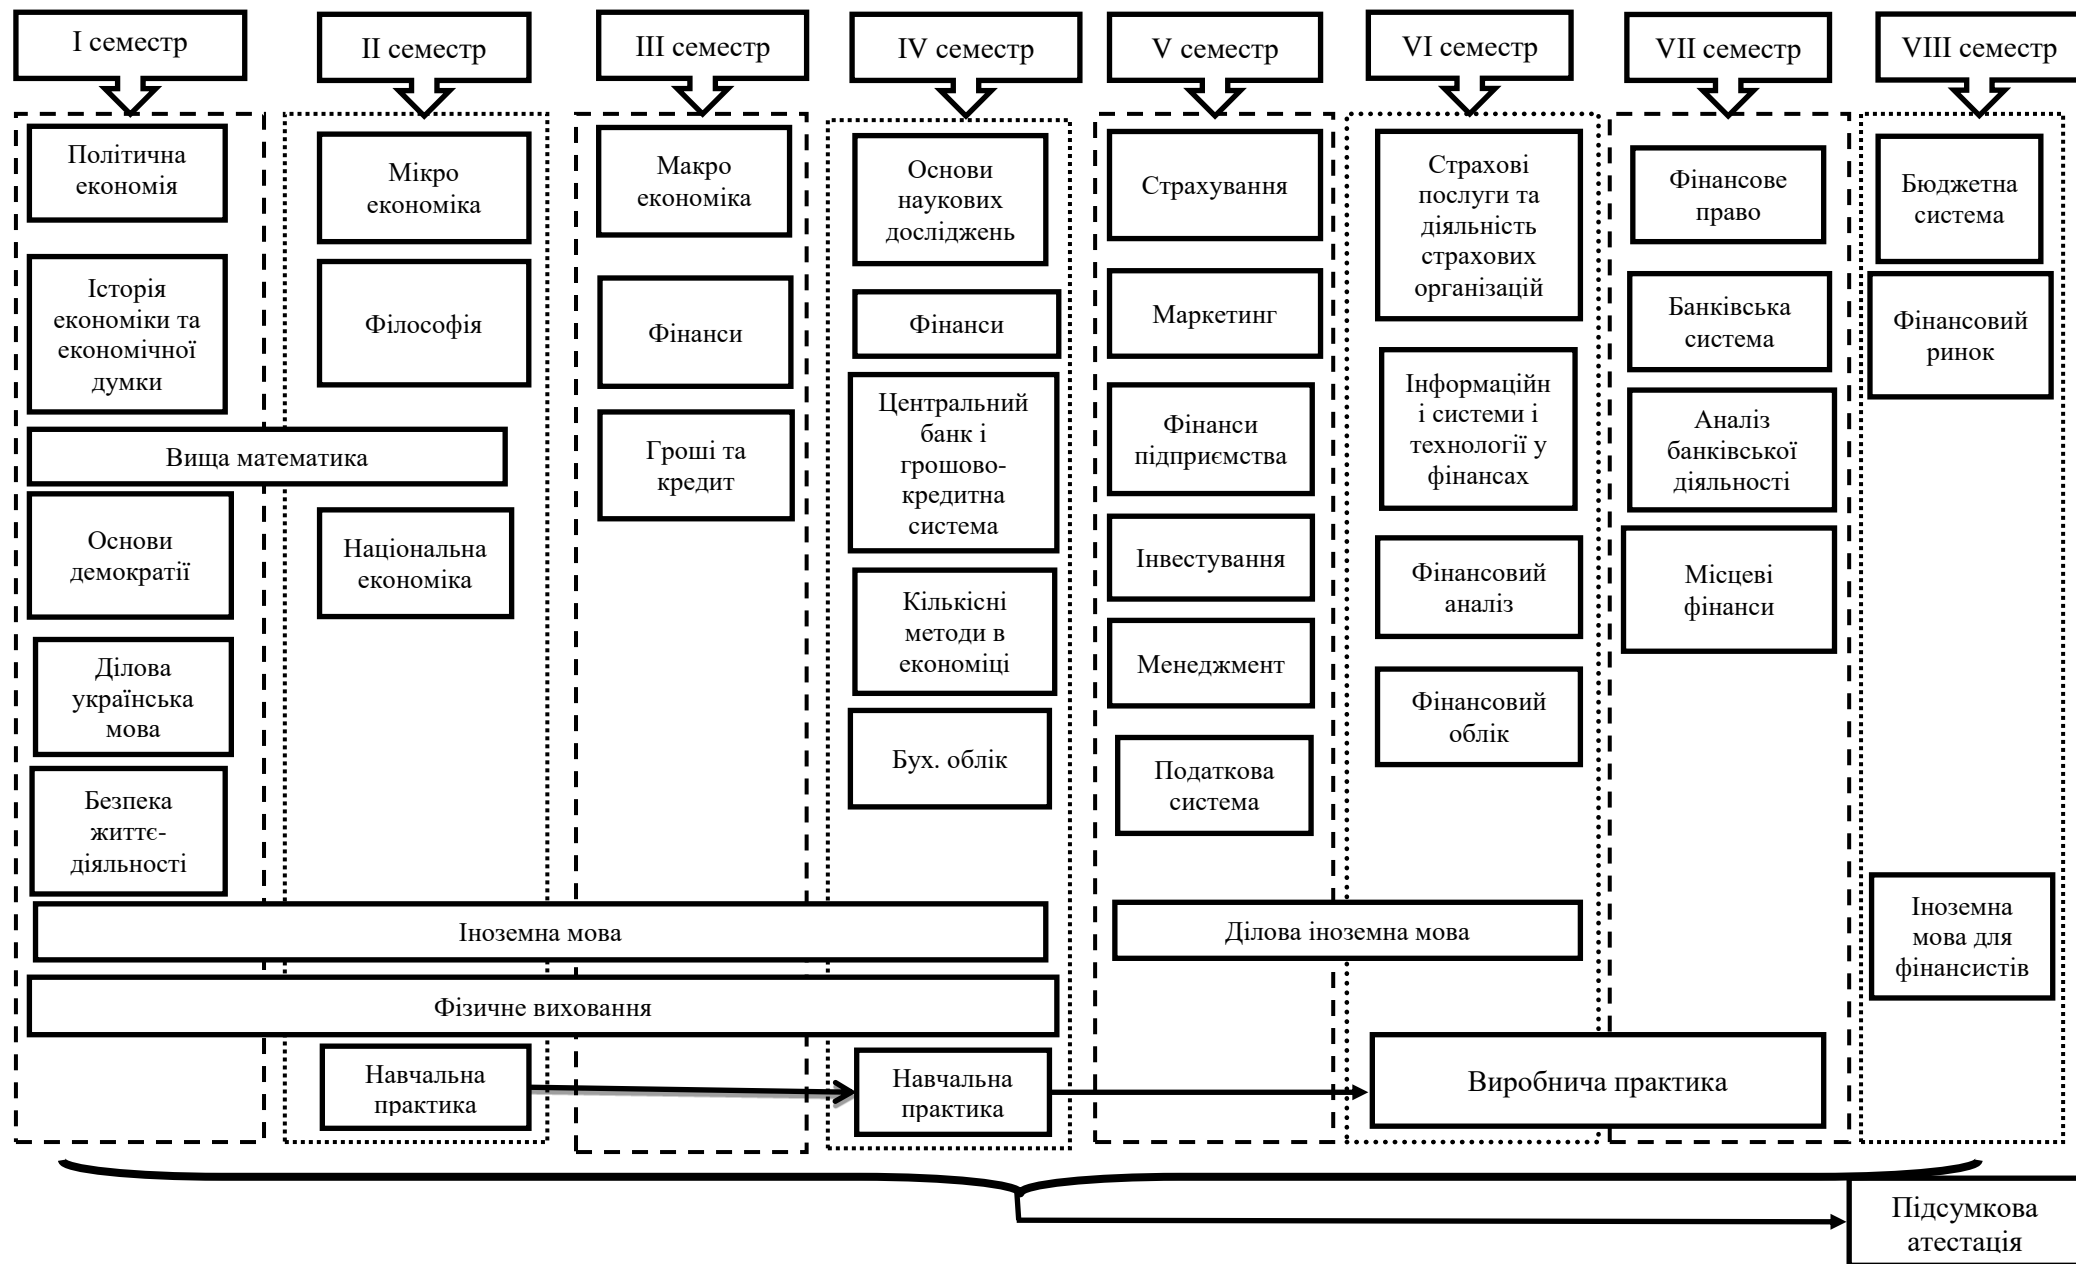 І семестр
ІІ семестр
ІІІ семестр
IV семестр
V семестр
VI семестр
VII семестр
VIII семестр
Політична
економія
Історія
економіки та
економічної
думки
Вища математика
Основи
демократії
Ділова
українська
мова
Безпека
життє-
діяльності
Мікро
економіка
Філософія
Національна
економіка
Макро
економіка
Фінанси
Гроші та
кредит
Основи
наукових
досліджень
Фінанси
Центральний
банк і
грошово-
кредитна
система
Кількісні
методи в
економіці
Бух. облік
Страхування
Маркетинг
Фінанси
підприємства
Інвестування
Менеджмент
Податкова
система
Страхові
послуги та
діяльність
страхових
організацій
Інформаційн
і системи і
технології у
фінансах
Фінансовий
аналіз
Фінансовий
облік
Фінансове
право
Банківська
система
Аналіз
банківської
діяльності
Місцеві
фінанси
Бюджетна
система
Фінансовий
ринок
Іноземна мова
Ділова іноземна мова
Іноземна
мова для
фінансистів
Фізичне виховання
Навчальна
практика
Навчальна
практика
Виробнича практика
Підсумкова
атестація